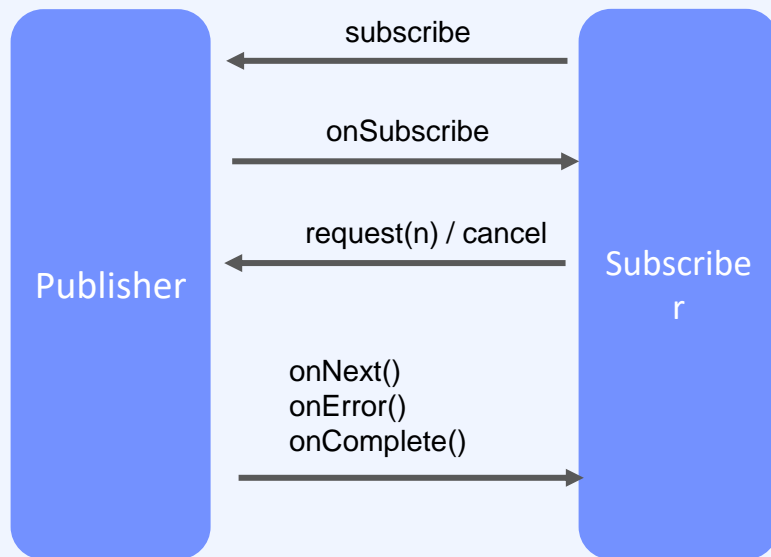 subscribe
onSubscribe
request(n) / cancel
Publisher
Subscribe
r
onNext()
onError()
onComplete()